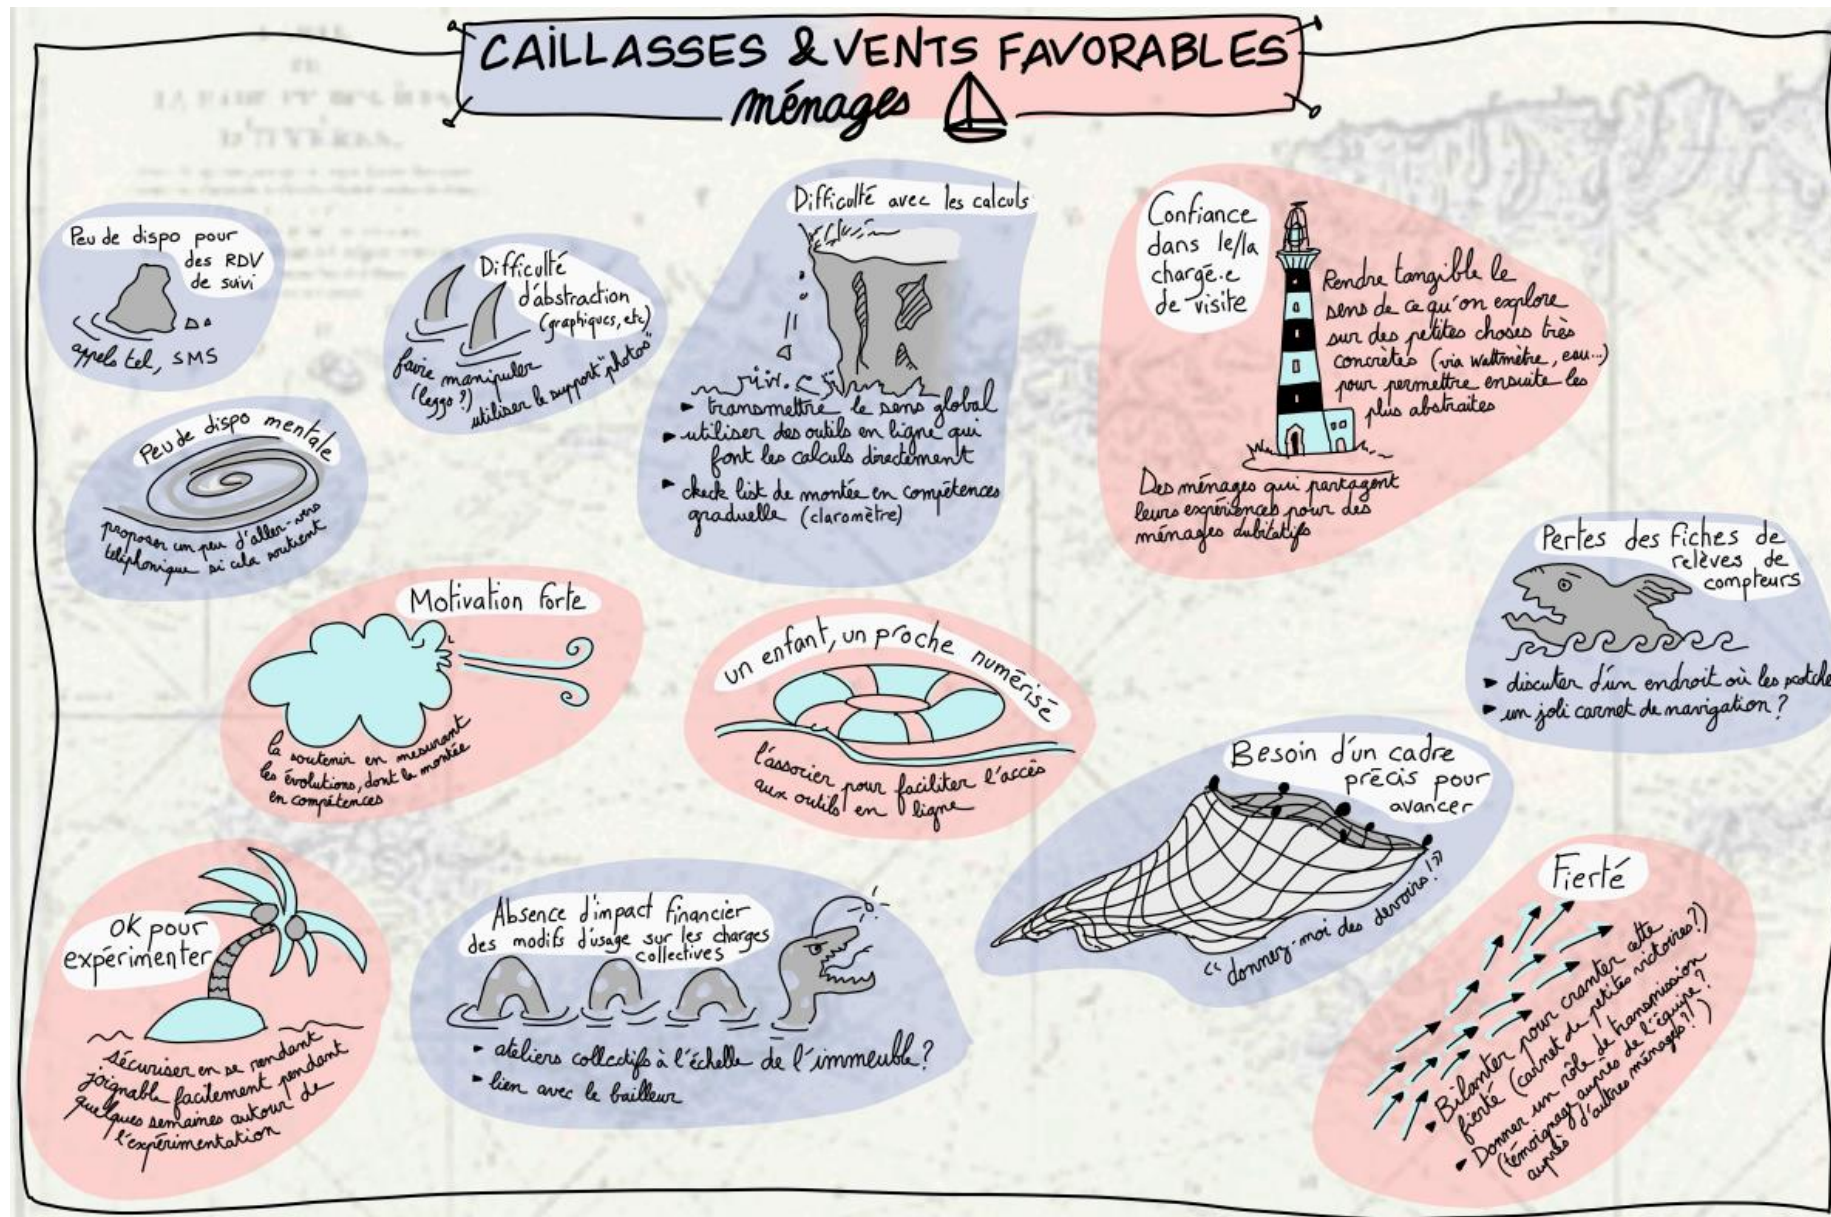 CAILLASSES & VENTS FAVORABLES
ménages
Peu de dispo pour
des RDV
de suivi
appels tel, SMS
Difficulté
d'abstraction
(graphiques, etc)
faire manipuler
(leggo ?)
utiliser le support "photos"
Difficulté avec les calculs
► transmettre le sens global
► utiliser des outils en ligne qui
font les calculs directement
► check list de montée en compétences
graduelle (claromètre)
Confiance
dans le/la
chargé·e
de visite
Rendre tangible le
sens de ce qu'on explore
sur des petites choses très
concrètes (via wattmètre, eau...)
pour permettre ensuite les
plus abstraites
Des ménages qui partagent
leurs expériences pour des
ménages dubitatifs
Peu de dispo mentale
proposer un peu d'aller-vers
téléphonique si cela soutient
Motivation forte
la soutenir en mesurant
les évolutions, dont la montée
en compétences
un enfant, un proche numérisé
l'associer pour faciliter l'accès
aux outils en ligne
Pertes des fiches de
relèves de
compteurs
► discuter d'un endroit où les scotche
► un joli carnet de navigation ?
Besoin d'un cadre
précis pour
avancer
"donnez-moi des devoirs !"
OK pour
expérimenter
sécuriser en se rendant
joignable facilement pendant
quelques semaines autour de
l'expérimentation
Absence d'impact financier
des modifs d'usage sur les charges
collectives
► ateliers collectifs à l'échelle de l'immeuble ?
► lien avec le bailleur
Fierté
► Bilanter pour cranter cette
fierté (carnet de petites victoires ?)
► Donner un rôle de transmission
(témoignage auprès de l'équipe ?
auprès d'autres ménages ?!)